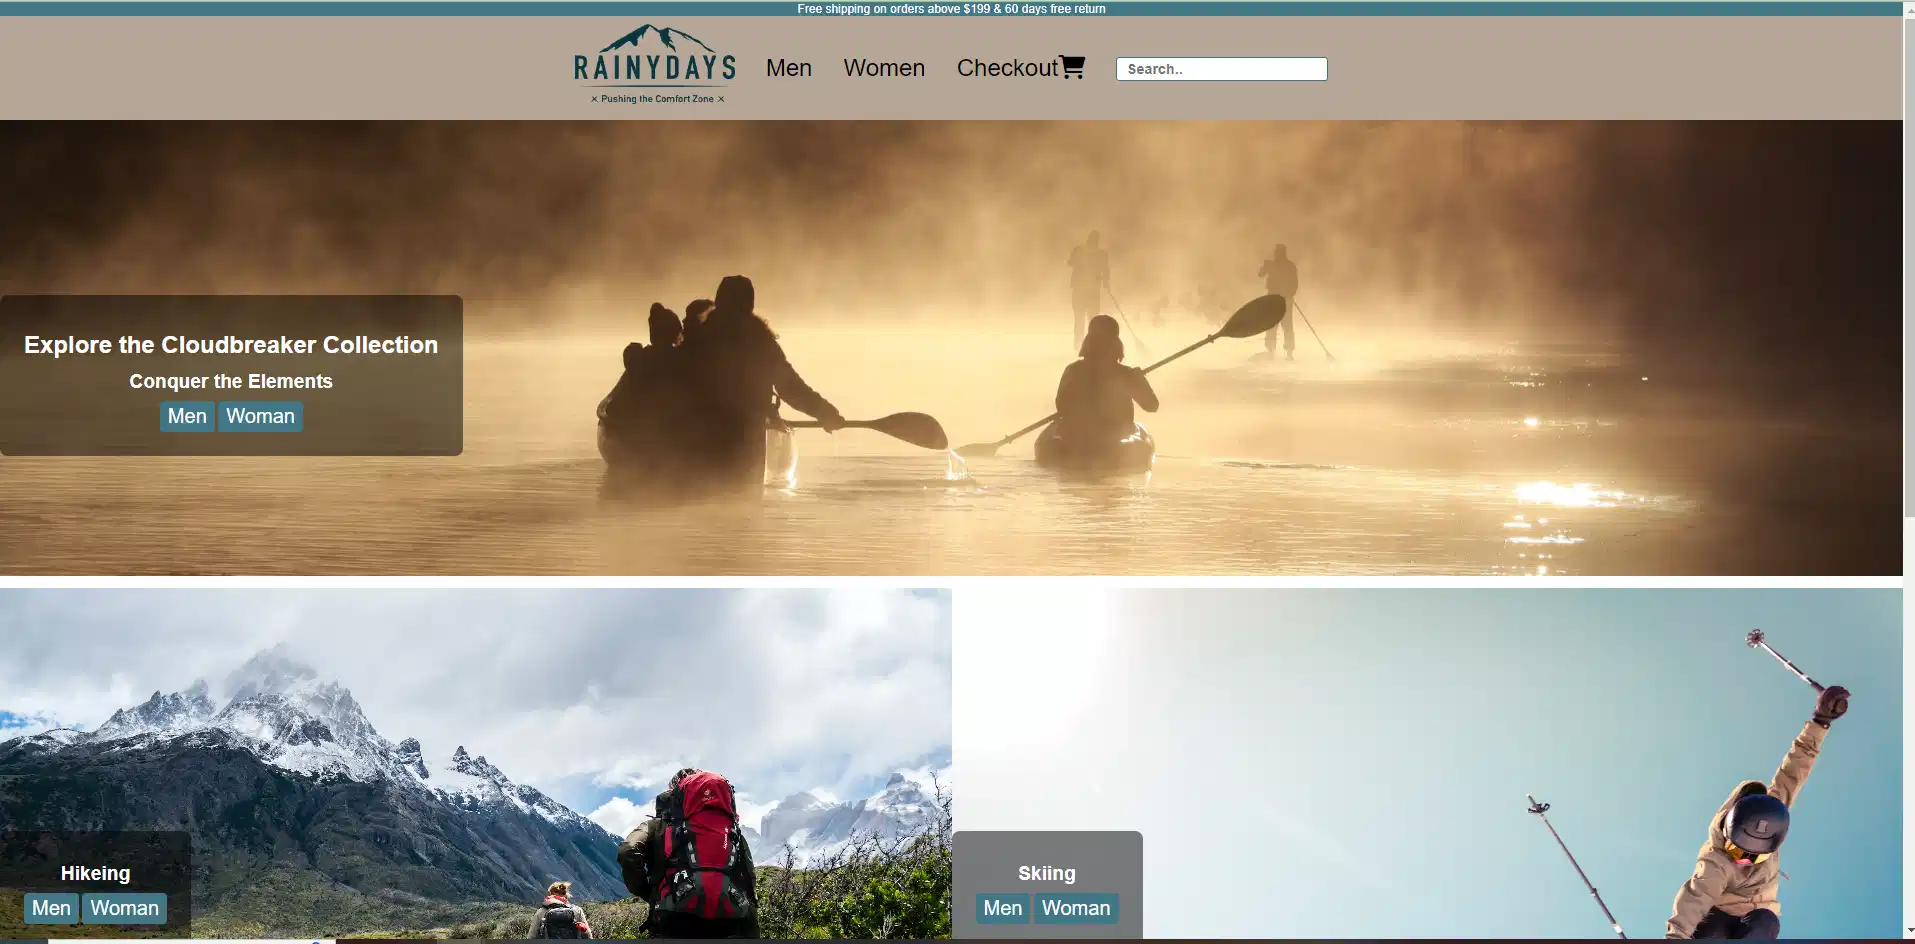 Free shipping on orders above $199 & 60 days free return
RAINYDAYS
× Pushing the Comfort Zone ×
Men Women Checkout Search..
Explore the Cloudbreaker Collection
Conquer the Elements
Men Woman
Hikeing
Men Woman
Skiing
Men Woman